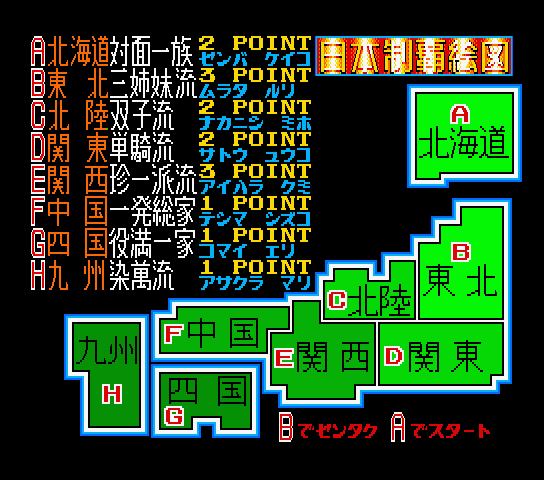 日本制覇絵図
A北海道対面一族 2 POINT
ゼンバ ケイコ
B東北三姉妹流 3 POINT
ムラタ ルリ
C北陸双子流 2 POINT
ナカニシ ミホ
D関東単騎流 2 POINT
サトウ ユウコ
E関西珍一派流 3 POINT
アイハラ クミ
F中国一発総家 1 POINT
テンマ シズコ
G四国役満一家 1 POINT
コマイ エリ
H九州染萬流 1 POINT
アサクラ マリ
A
北海道
B
東北
C北陸
F中国
E関西
D関東
九州
H
四国
G
Bでゼンタク Aでスタート